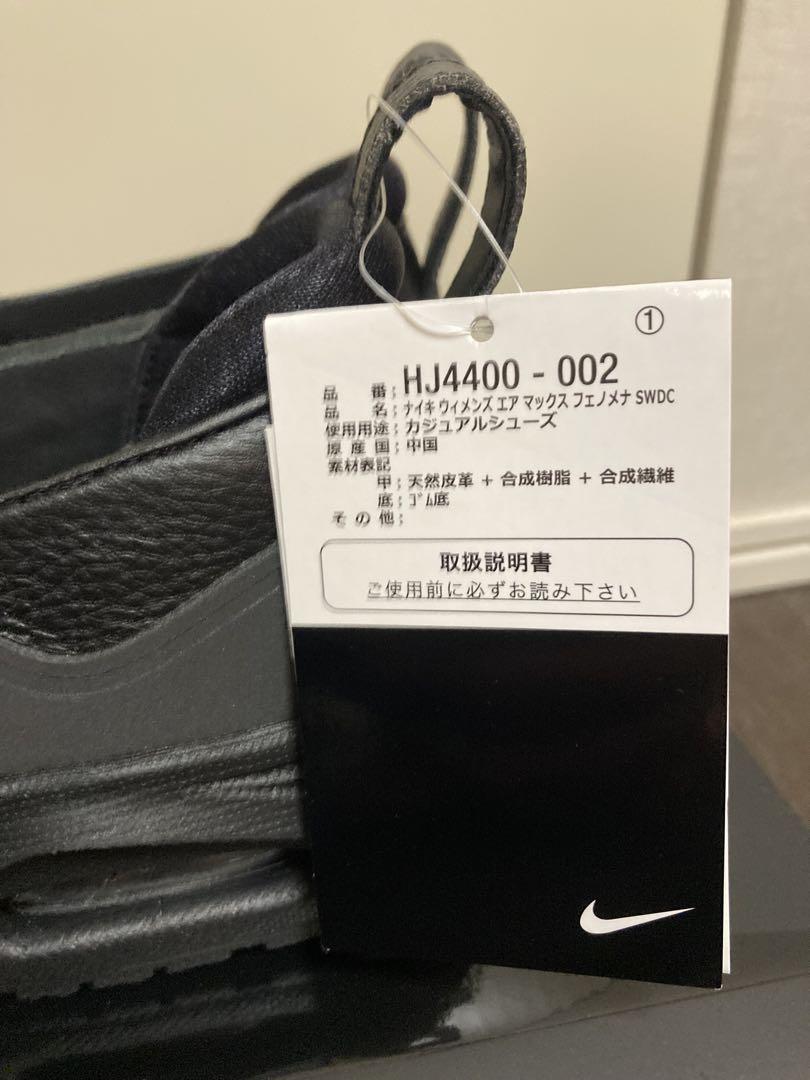 ①
品番; HJ4400 - 002
品名; ナイキ ウィメンズ エア マックス フェノメナ SWDC
使用用途; カジュアルシューズ
原産国; 中国
素材表記
甲; 天然皮革 + 合成樹脂 + 合成繊維
底; ｺﾞﾑ底
その他;
取扱説明書
ご使用前に必ずお読み下さい